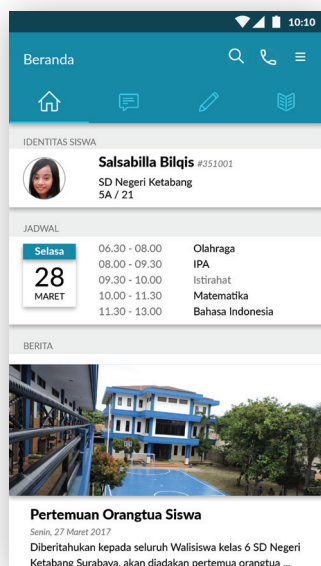 10:10
Beranda
IDENTITAS SISWA
Salsabilla Bilqis #351001
SD Negeri Ketabang
5A / 21
JADWAL
Selasa
28
MARET
06.30 - 08.00 Olahraga
08.00 - 09.30 IPA
09.30 - 10.00 Istirahat
10.00 - 11.30 Matematika
11.30 - 13.00 Bahasa Indonesia
BERITA
Pertemuan Orangtua Siswa
Senin, 27 Maret 2017
Diberitahukan kepada seluruh Walisiswa kelas 6 SD Negeri
Ketabang Surabaya, akan diadakan pertemua orangtua ...